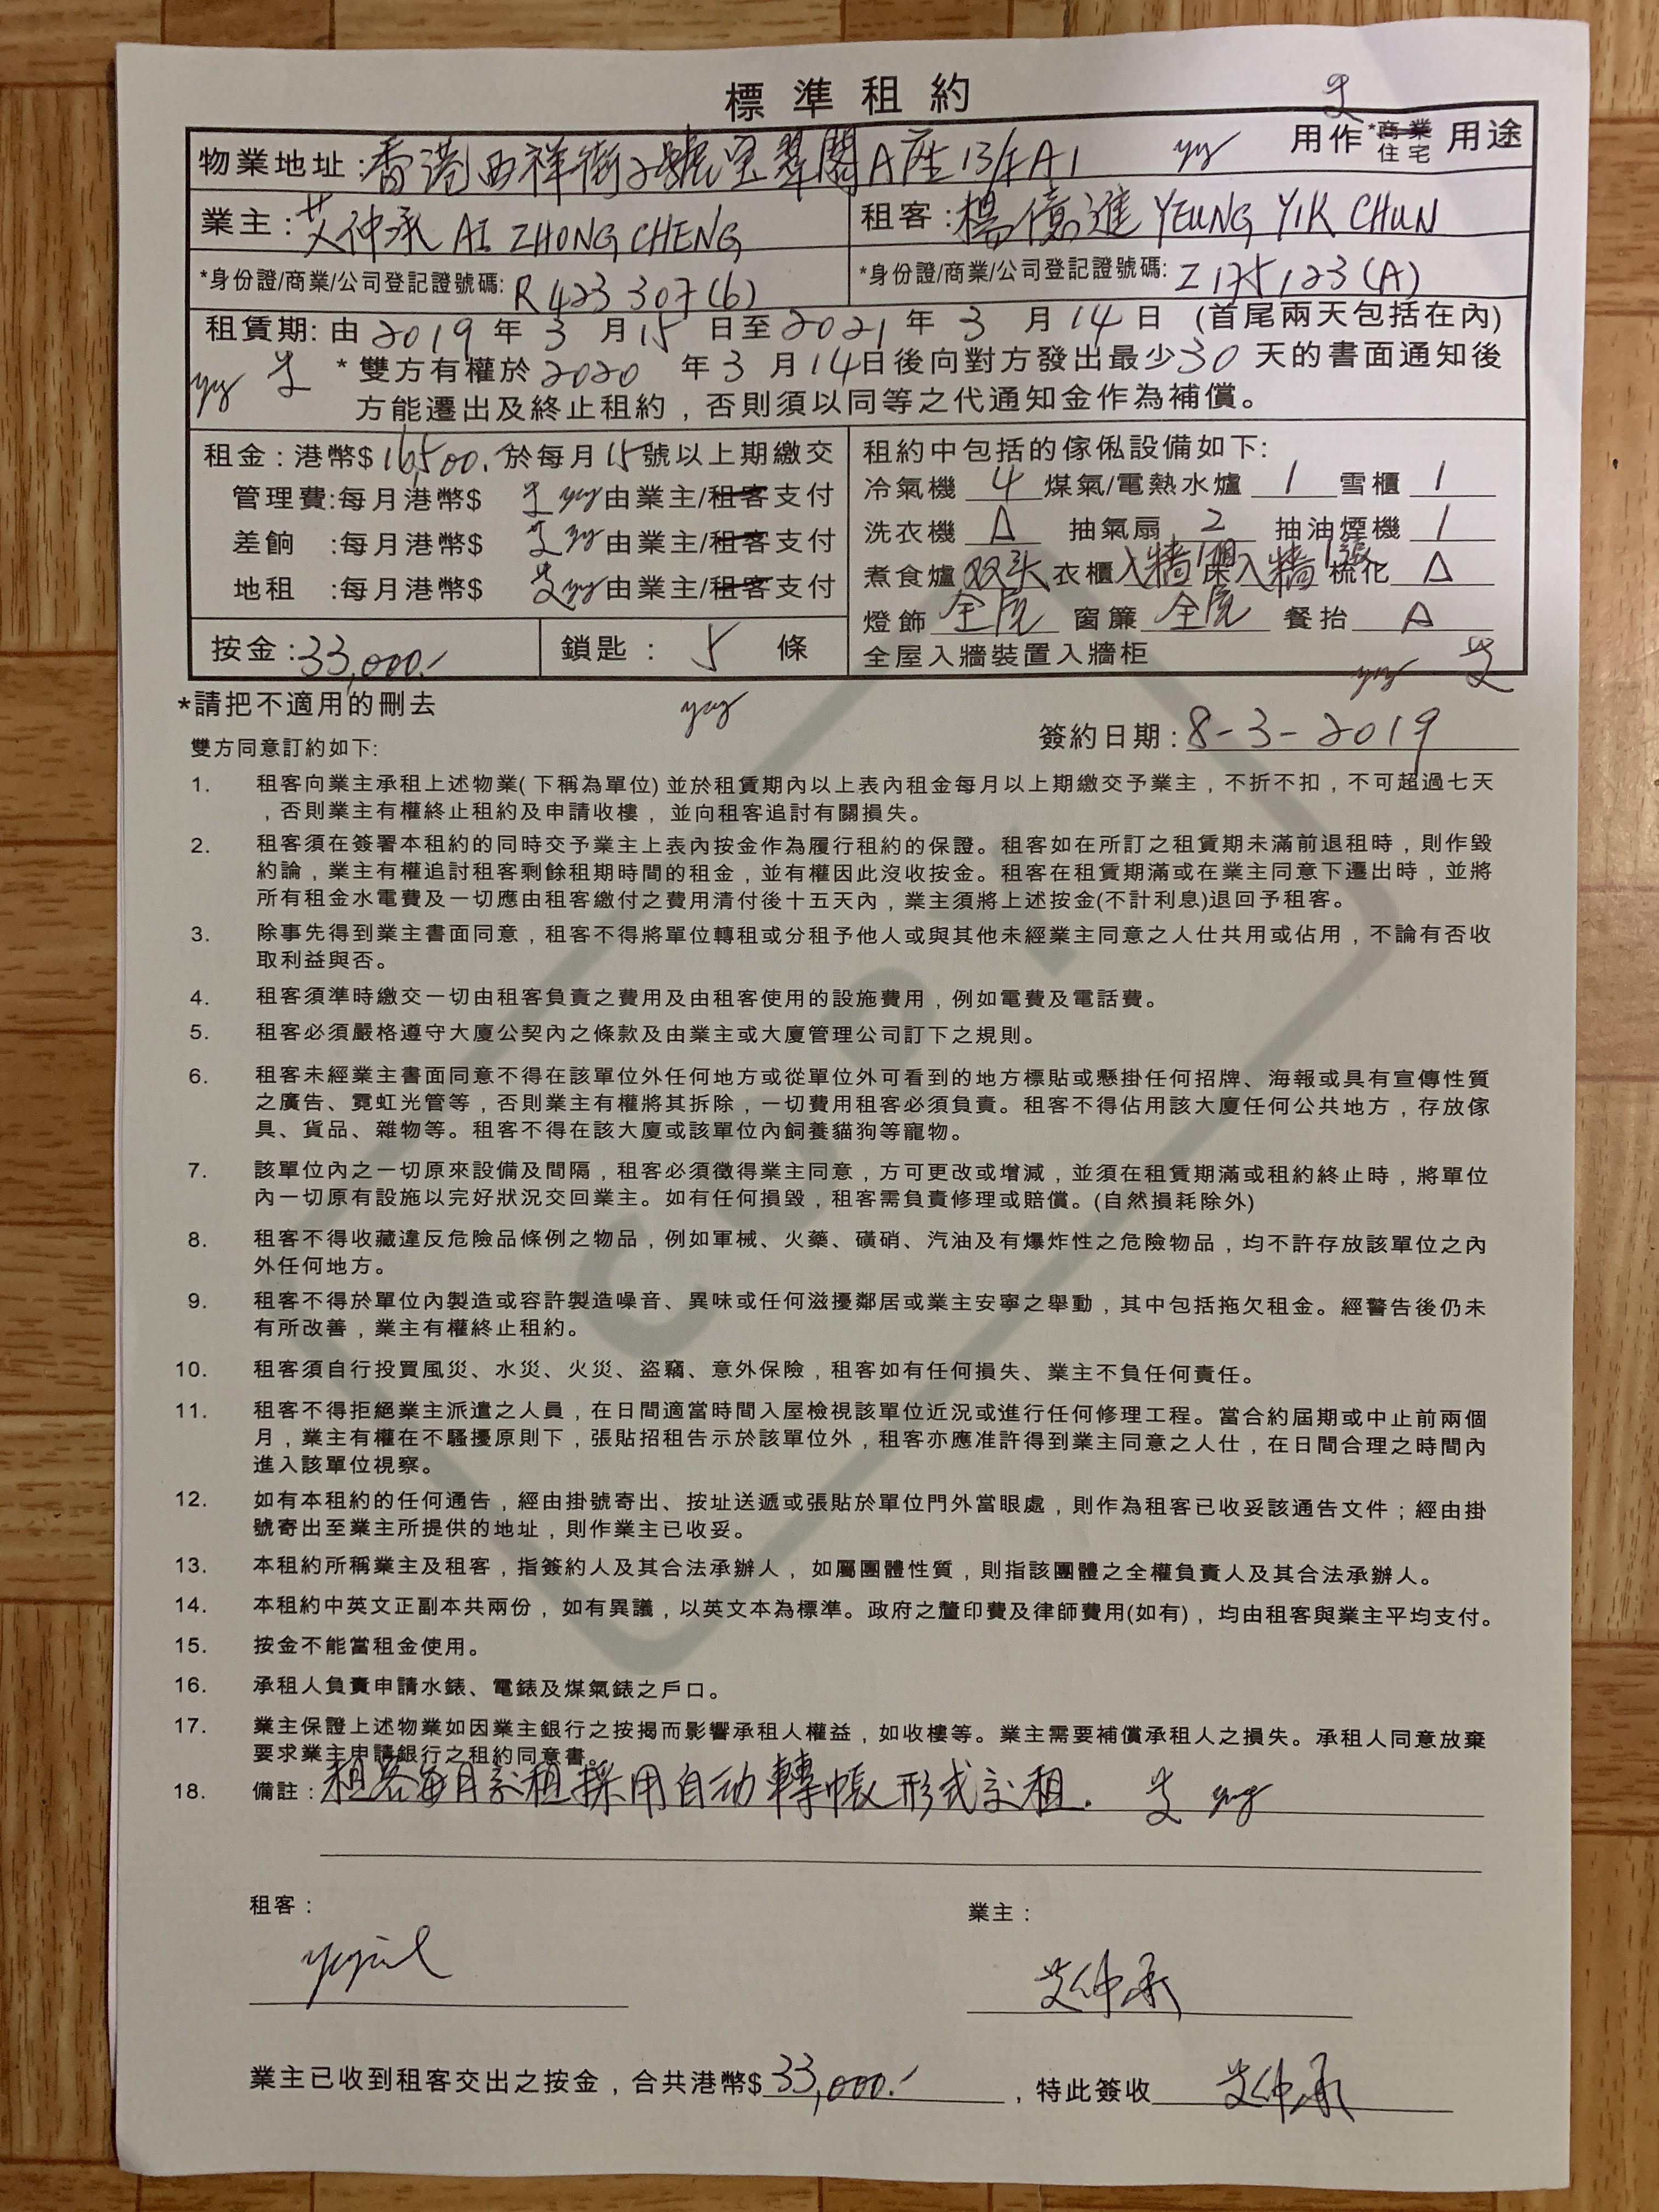 標準租約
物業地址:香港西祥街2號寶翠閣A座13/F A1 用作 *商業 住宅 用途
業主:艾仲承 AI ZHONG CHENG 租客:楊億進 YEUNG YIK CHUN
*身份證/商業/公司登記證號碼: R423307(6) *身份證/商業/公司登記證號碼: Z175123(A)
租賃期: 由2019年3月15日至2021年3月14日 (首尾兩天包括在內)
*雙方有權於2020年3月14日後向對方發出最少30天的書面通知後
方能遷出及終止租約，否則須以同等之代通知金作為補償。
租金：港幣$16,500.於每月15號以上期繳交
管理費:每月港幣$ 艾 由業主/租客支付
差餉 :每月港幣$ 艾 由業主/租客支付
地租 :每月港幣$ 艾 由業主/租客支付
按金:33,000.- 鎖匙： 5 條
租約中包括的傢俬設備如下:
冷氣機 4 煤氣/電熱水爐 1 雪櫃 1
洗衣機 △ 抽氣扇 2 抽油煙機 1
煮食爐 双头 衣櫃 入牆1個 床 入牆1張 梳化 △
燈飾 全屋 窗簾 全屋 餐抬 △
全屋入牆裝置入牆柜
艾
*請把不適用的刪去
簽約日期:8-3-2019
雙方同意訂約如下:
1. 租客向業主承租上述物業(下稱為單位) 並於租賃期內以上表內租金每月以上期繳交予業主，不折不扣，不可超過七天
，否則業主有權終止租約及申請收樓，並向租客追討有關損失。
2. 租客須在簽署本租約的同時交予業主上表內按金作為履行租約的保證。租客如在所訂之租賃期未滿前退租時，則作毀
約論，業主有權追討租客剩餘租期時間的租金，並有權因此沒收按金。租客在租賃期滿或在業主同意下遷出時，並將
所有租金水電費及一切應由租客繳付之費用清付後十五天內，業主須將上述按金(不計利息)退回予租客。
3. 除事先得到業主書面同意，租客不得將單位轉租或分租予他人或與其他未經業主同意之人仕共用或佔用，不論有否收
取利益與否。
4. 租客須準時繳交一切由租客負責之費用及由租客使用的設施費用，例如電費及電話費。
5. 租客必須嚴格遵守大廈公契內之條款及由業主或大廈管理公司訂下之規則。
6. 租客未經業主書面同意不得在該單位外任何地方或從單位外可看到的地方標貼或懸掛任何招牌、海報或具有宣傳性質
之廣告、霓虹光管等，否則業主有權將其拆除，一切費用租客必須負責。租客不得佔用該大廈任何公共地方，存放傢
具、貨品、雜物等。租客不得在該大廈或該單位內飼養貓狗等寵物。
7. 該單位內之一切原來設備及間隔，租客必須徵得業主同意，方可更改或增減，並須在租賃期滿或租約終止時，將單位
內一切原有設施以完好狀況交回業主。如有任何損毀，租客需負責修理或賠償。(自然損耗除外)
8. 租客不得收藏違反危險品條例之物品，例如軍械、火藥、磺硝、汽油及有爆炸性之危險物品，均不許存放該單位之內
外任何地方。
9. 租客不得於單位內製造或容許製造噪音、異味或任何滋擾鄰居或業主安寧之舉動，其中包括拖欠租金。經警告後仍未
有所改善，業主有權終止租約。
10. 租客須自行投買風災、水災、火災、盜竊、意外保險，租客如有任何損失、業主不負任何責任。
11. 租客不得拒絕業主派遣之人員，在日間適當時間入屋檢視該單位近況或進行任何修理工程。當合約屆期或中止前兩個
月，業主有權在不騷擾原則下，張貼招租告示於該單位外，租客亦應准許得到業主同意之人仕，在日間合理之時間內
進入該單位視察。
12. 如有本租約的任何通告，經由掛號寄出、按址送遞或張貼於單位門外當眼處，則作為租客已收妥該通告文件；經由掛
號寄出至業主所提供的地址，則作業主已收妥。
13. 本租約所稱業主及租客，指簽約人及其合法承辦人，如屬團體性質，則指該團體之全權負責人及其合法承辦人。
14. 本租約中英文正副本共兩份，如有異議，以英文本為標準。政府之釐印費及律師費用(如有)，均由租客與業主平均支付。
15. 按金不能當租金使用。
16. 承租人負責申請水錶、電錶及煤氣錶之戶口。
17. 業主保證上述物業如因業主銀行之按揭而影響承租人權益，如收樓等。業主需要補償承租人之損失。承租人同意放棄
要求業主申請銀行之租約同意書。
18. 備註：租客每月交租採用自动轉帳形式交租. 艾
租客： 業主：
艾仲承
業主已收到租客交出之按金，合共港幣$33,000.-，特此簽收 艾仲承
COPY